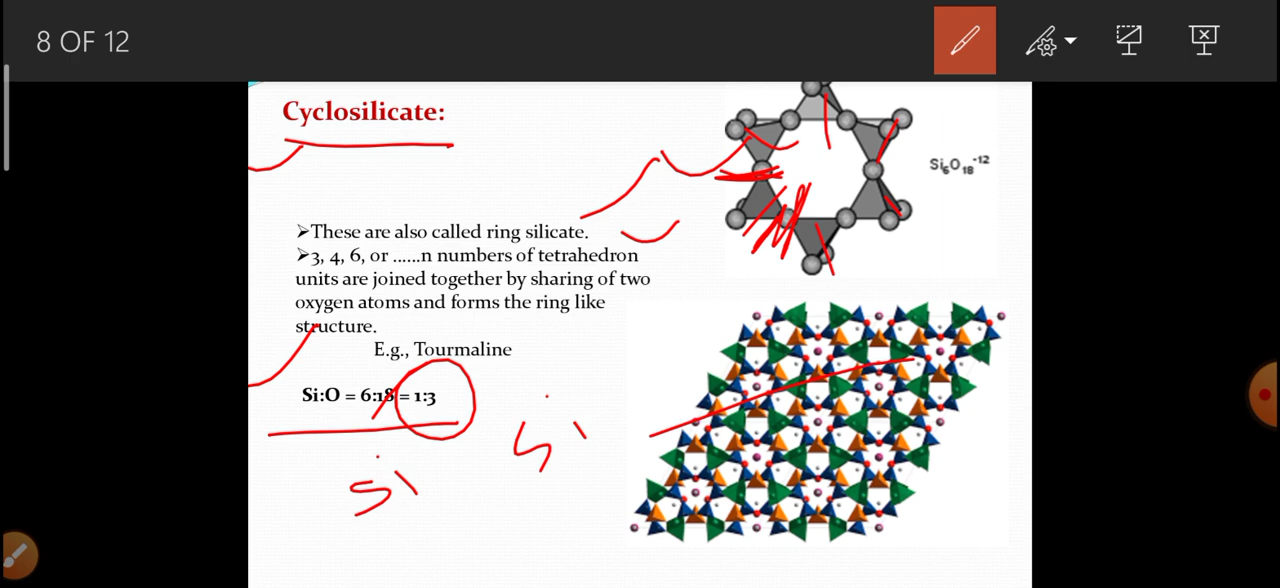 8 OF 12
Cyclosilicate:
Si6O18-12
➢These are also called ring silicate.
➢3, 4, 6, or ......n numbers of tetrahedron
units are joined together by sharing of two
oxygen atoms and forms the ring like
structure.
E.g., Tourmaline
Si:O = 6:18 = 1:3
Si
Si